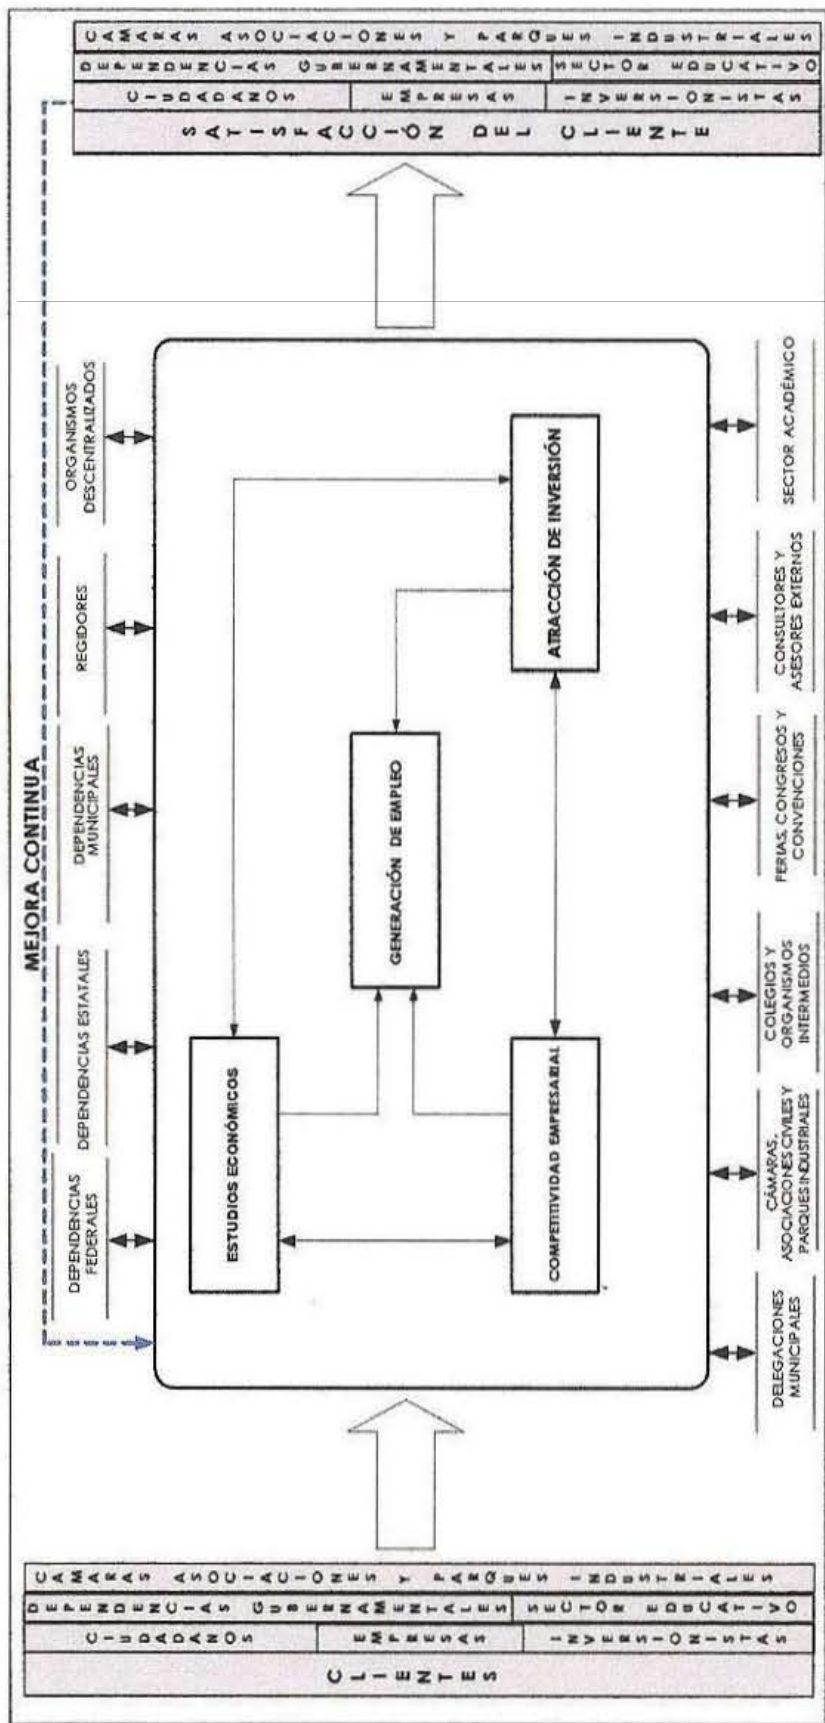 MEJORA CONTINUA
CLIENTES
CIUDADANOS
EMPRESAS
INVERSIONISTAS
DEPENDENCIAS GUBERNAMENTALES
SECTOR EDUCATIVO
CAMARAS ASOCIACIONES Y PARQUES INDUSTRIALES
DEPENDENCIAS
FEDERALES
DEPENDENCIAS ESTATALES
DEPENDENCIAS
MUNICIPALES
REGIDORES
ORGANISMOS
DESCENTRALIZADOS
ESTUDIOS ECONÓMICOS
GENERACIÓN DE EMPLEO
COMPETITIVIDAD EMPRESARIAL
ATRACCIÓN DE INVERSIÓN
DELEGACIONES
MUNICIPALES
CÁMARAS,
ASOCIACIONES CIVILES Y
PARQUES INDUSTRIALES
COLEGIOS Y
ORGANISMOS
INTERMEDIOS
FERIAS, CONGRESOS Y
CONVENCIONES
CONSULTORES Y
ASESORES EXTERNOS
SECTOR ACADÉMICO
SATISFACCIÓN DEL CLIENTE
CIUDADANOS
EMPRESAS
INVERSIONISTAS
DEPENDENCIAS GUBERNAMENTALES
SECTOR EDUCATIVO
CAMARAS ASOCIACIONES Y PARQUES INDUSTRIALES